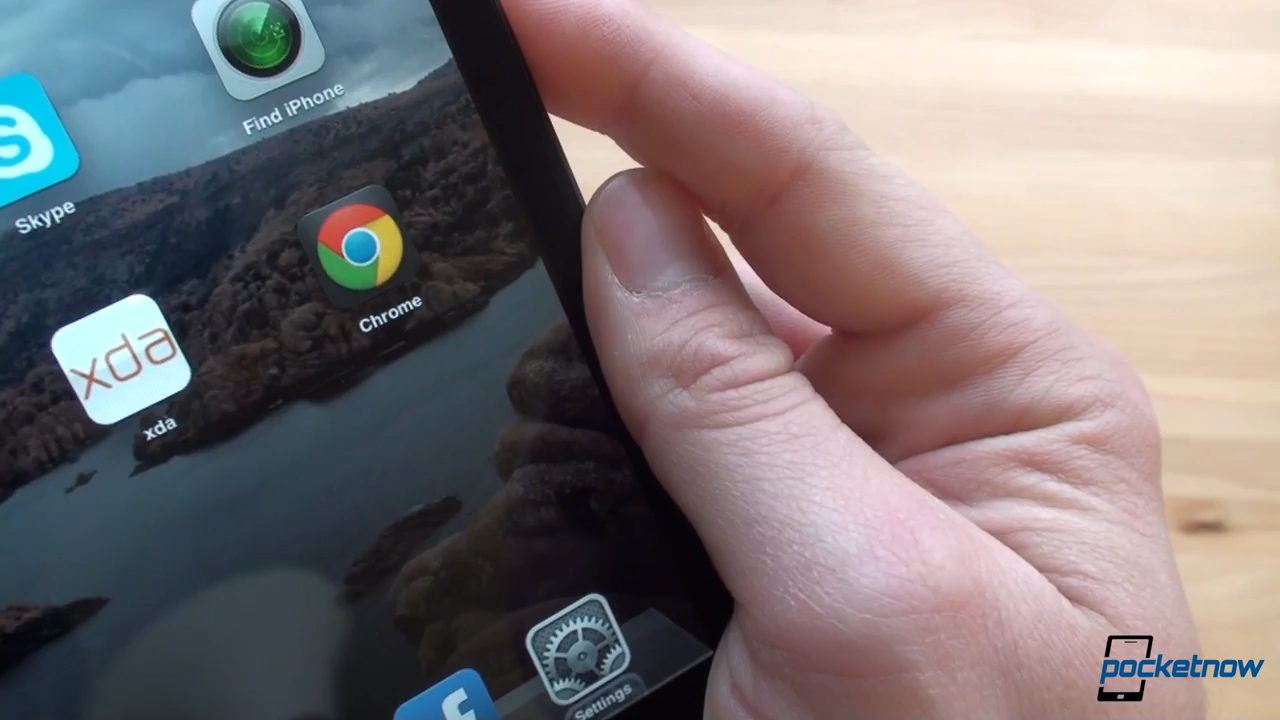 Find iPhone
Skype
Chrome
xda
xda
Settings
pocketnow